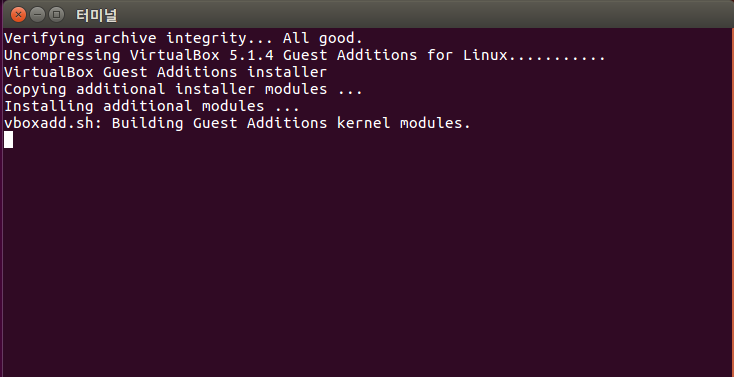 터미널
Verifying archive integrity... All good.
Uncompressing VirtualBox 5.1.4 Guest Additions for Linux...........
VirtualBox Guest Additions installer
Copying additional installer modules ...
Installing additional modules ...
vboxadd.sh: Building Guest Additions kernel modules.